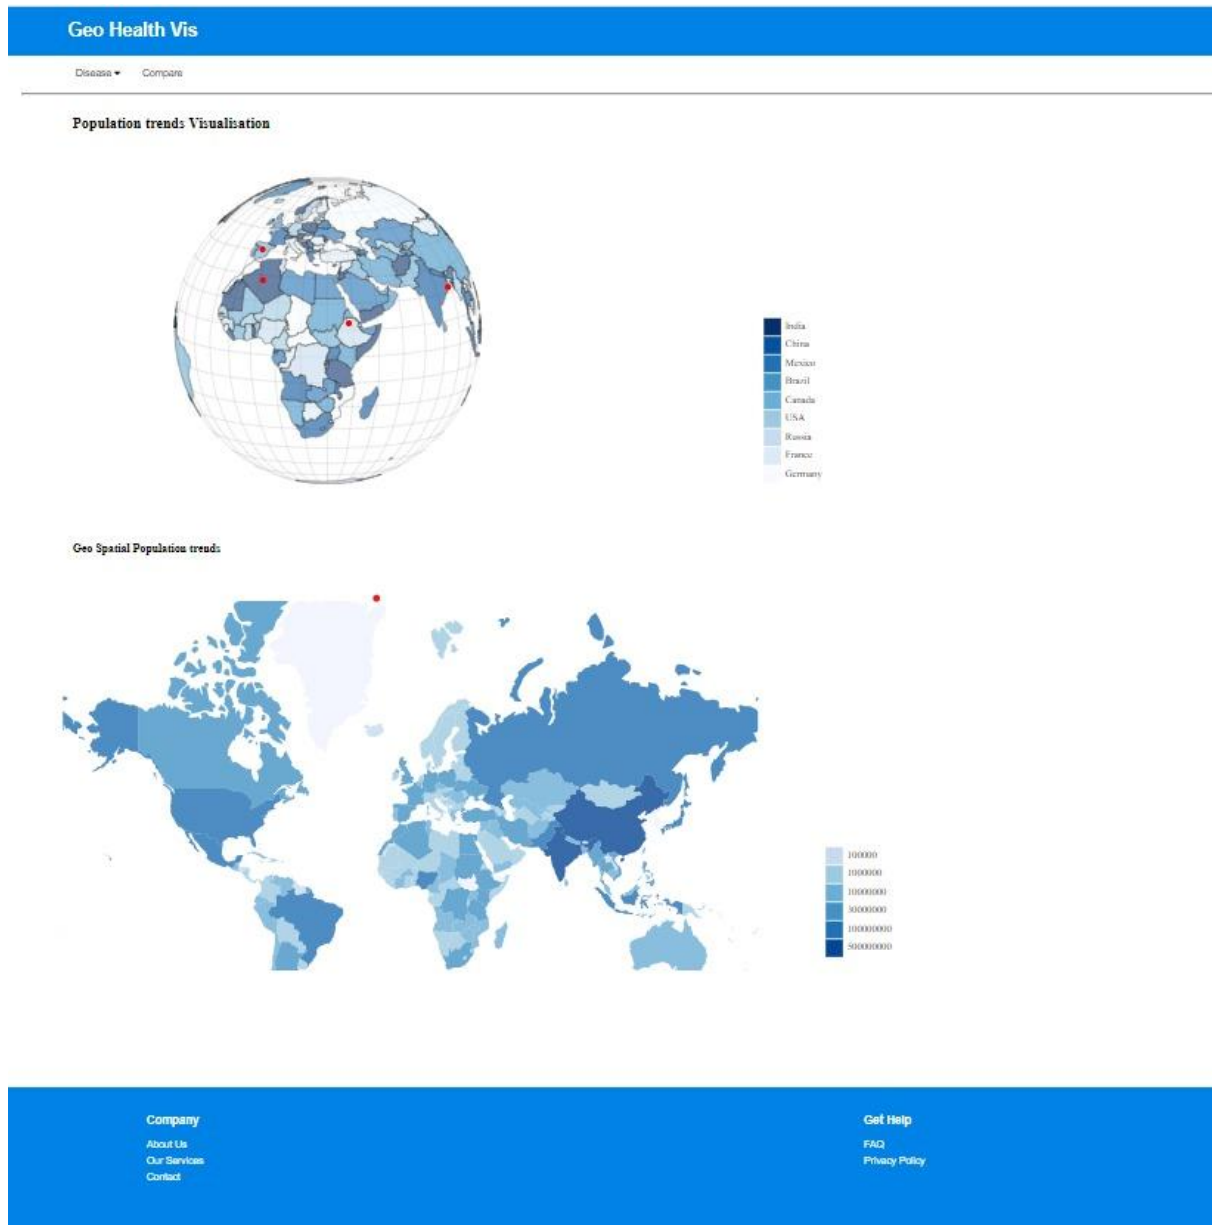 Geo Health Vis
Disease Compare
Population trends Visualisation
India
China
Mexico
Brazil
Canada
USA
Russia
France
Germany
Geo Spatial Population trends
100000
1000000
10000000
30000000
100000000
500000000
Company
About Us
Our Services
Contact
Get Help
FAQ
Privacy Policy